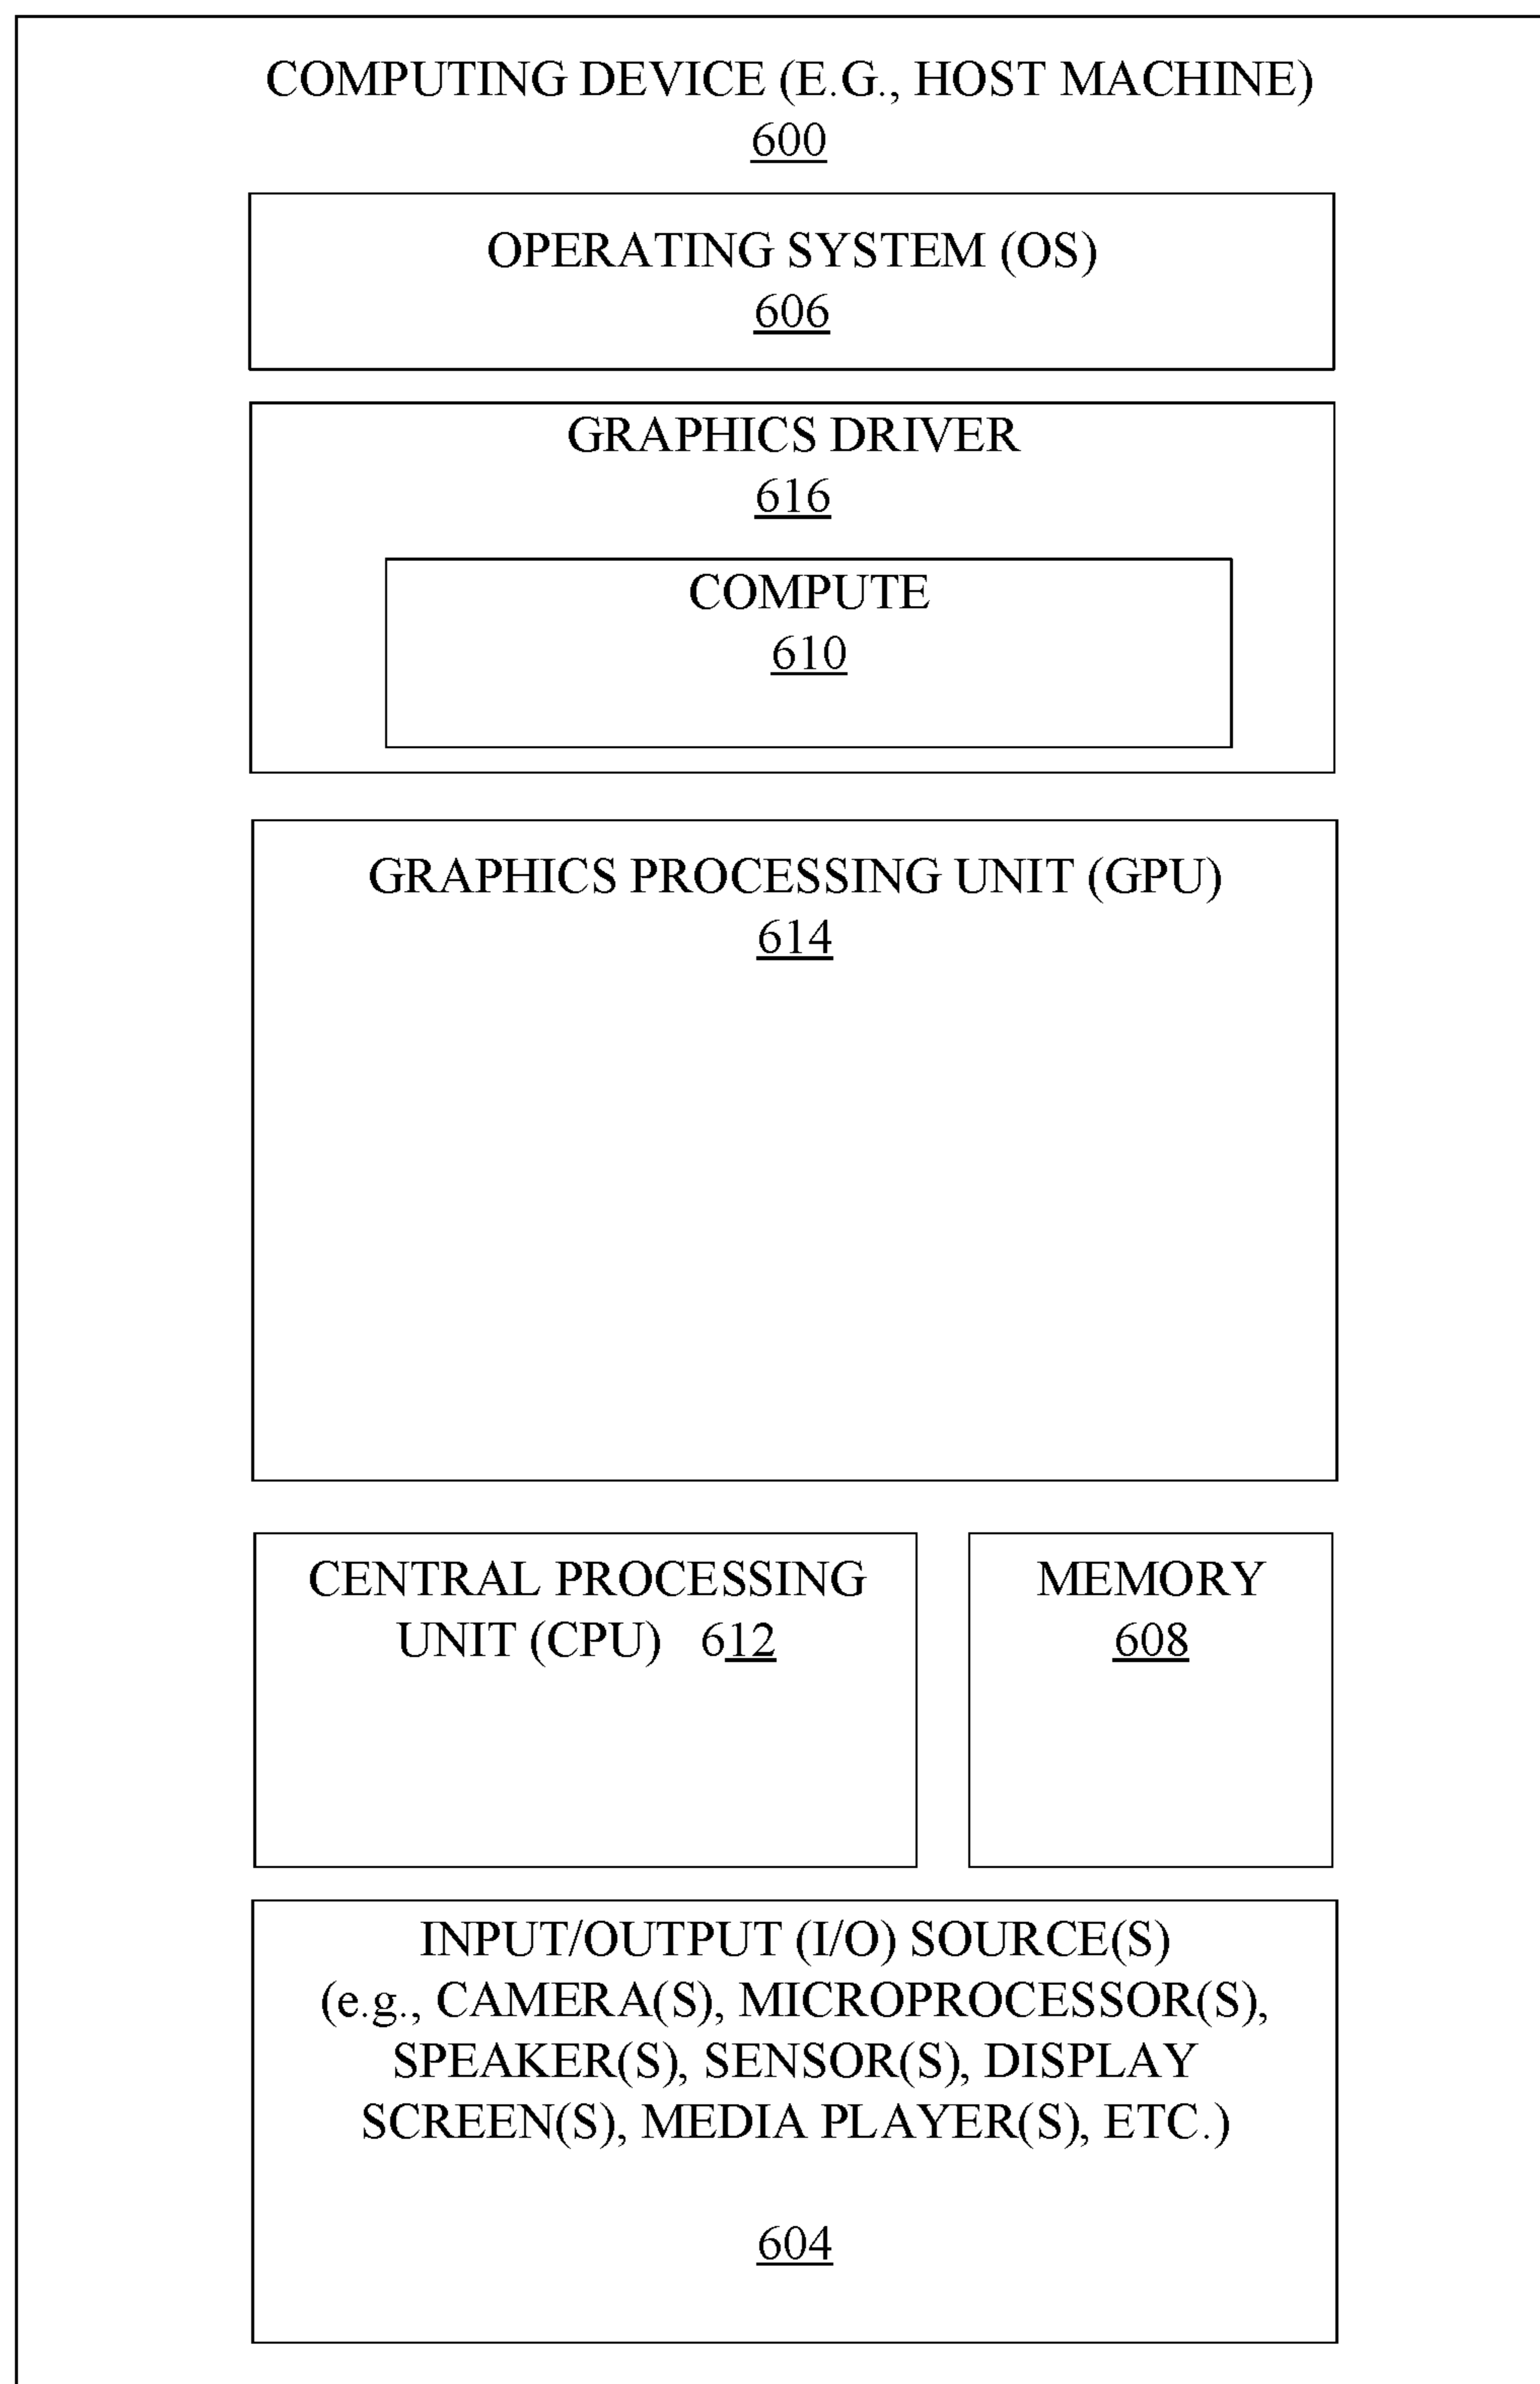 COMPUTING DEVICE (E.G., HOST MACHINE)
600
OPERATING SYSTEM (OS)
606
GRAPHICS DRIVER
616
COMPUTE
610
GRAPHICS PROCESSING UNIT (GPU)
614
CENTRAL PROCESSING
UNIT (CPU) 612
MEMORY
608
INPUT/OUTPUT (I/O) SOURCE(S)
(e.g., CAMERA(S), MICROPROCESSOR(S),
SPEAKER(S), SENSOR(S), DISPLAY
SCREEN(S), MEDIA PLAYER(S), ETC.)
604